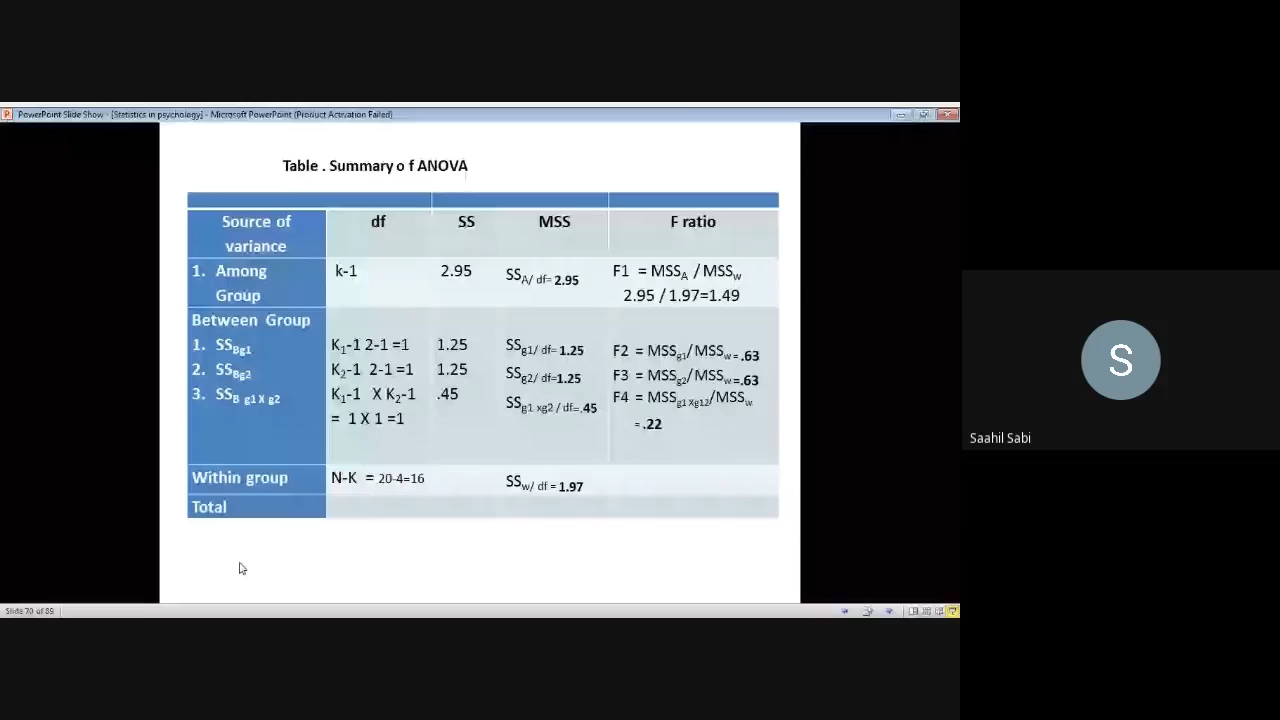 PowerPoint Slide Show - [Statistics in psychology] - Microsoft PowerPoint (Product Activation Failed)
Table . Summary o f ANOVA
Source of variance df SS MSS F ratio
1. Among Group k-1 2.95 SSA/ df= 2.95 F1 = MSSA / MSSw
2.95 / 1.97=1.49
Between Group
1. SSBg1 K1-1 2-1 =1 1.25 SSg1/ df= 1.25 F2 = MSSg1/MSSw = .63
2. SSBg2 K2-1 2-1 =1 1.25 SSg2/ df=1.25 F3 = MSSg2/MSSw =.63
3. SSB g1 X g2 K1-1 X K2-1 .45 SSg1 xg2 / df= .45 F4 = MSSg1 Xg12/MSSw
= 1 X 1 =1 = .22
Within group N-K = 20-4=16 SSw/ df = 1.97
Total
Slide 70 of 89
S
Saahil Sabi